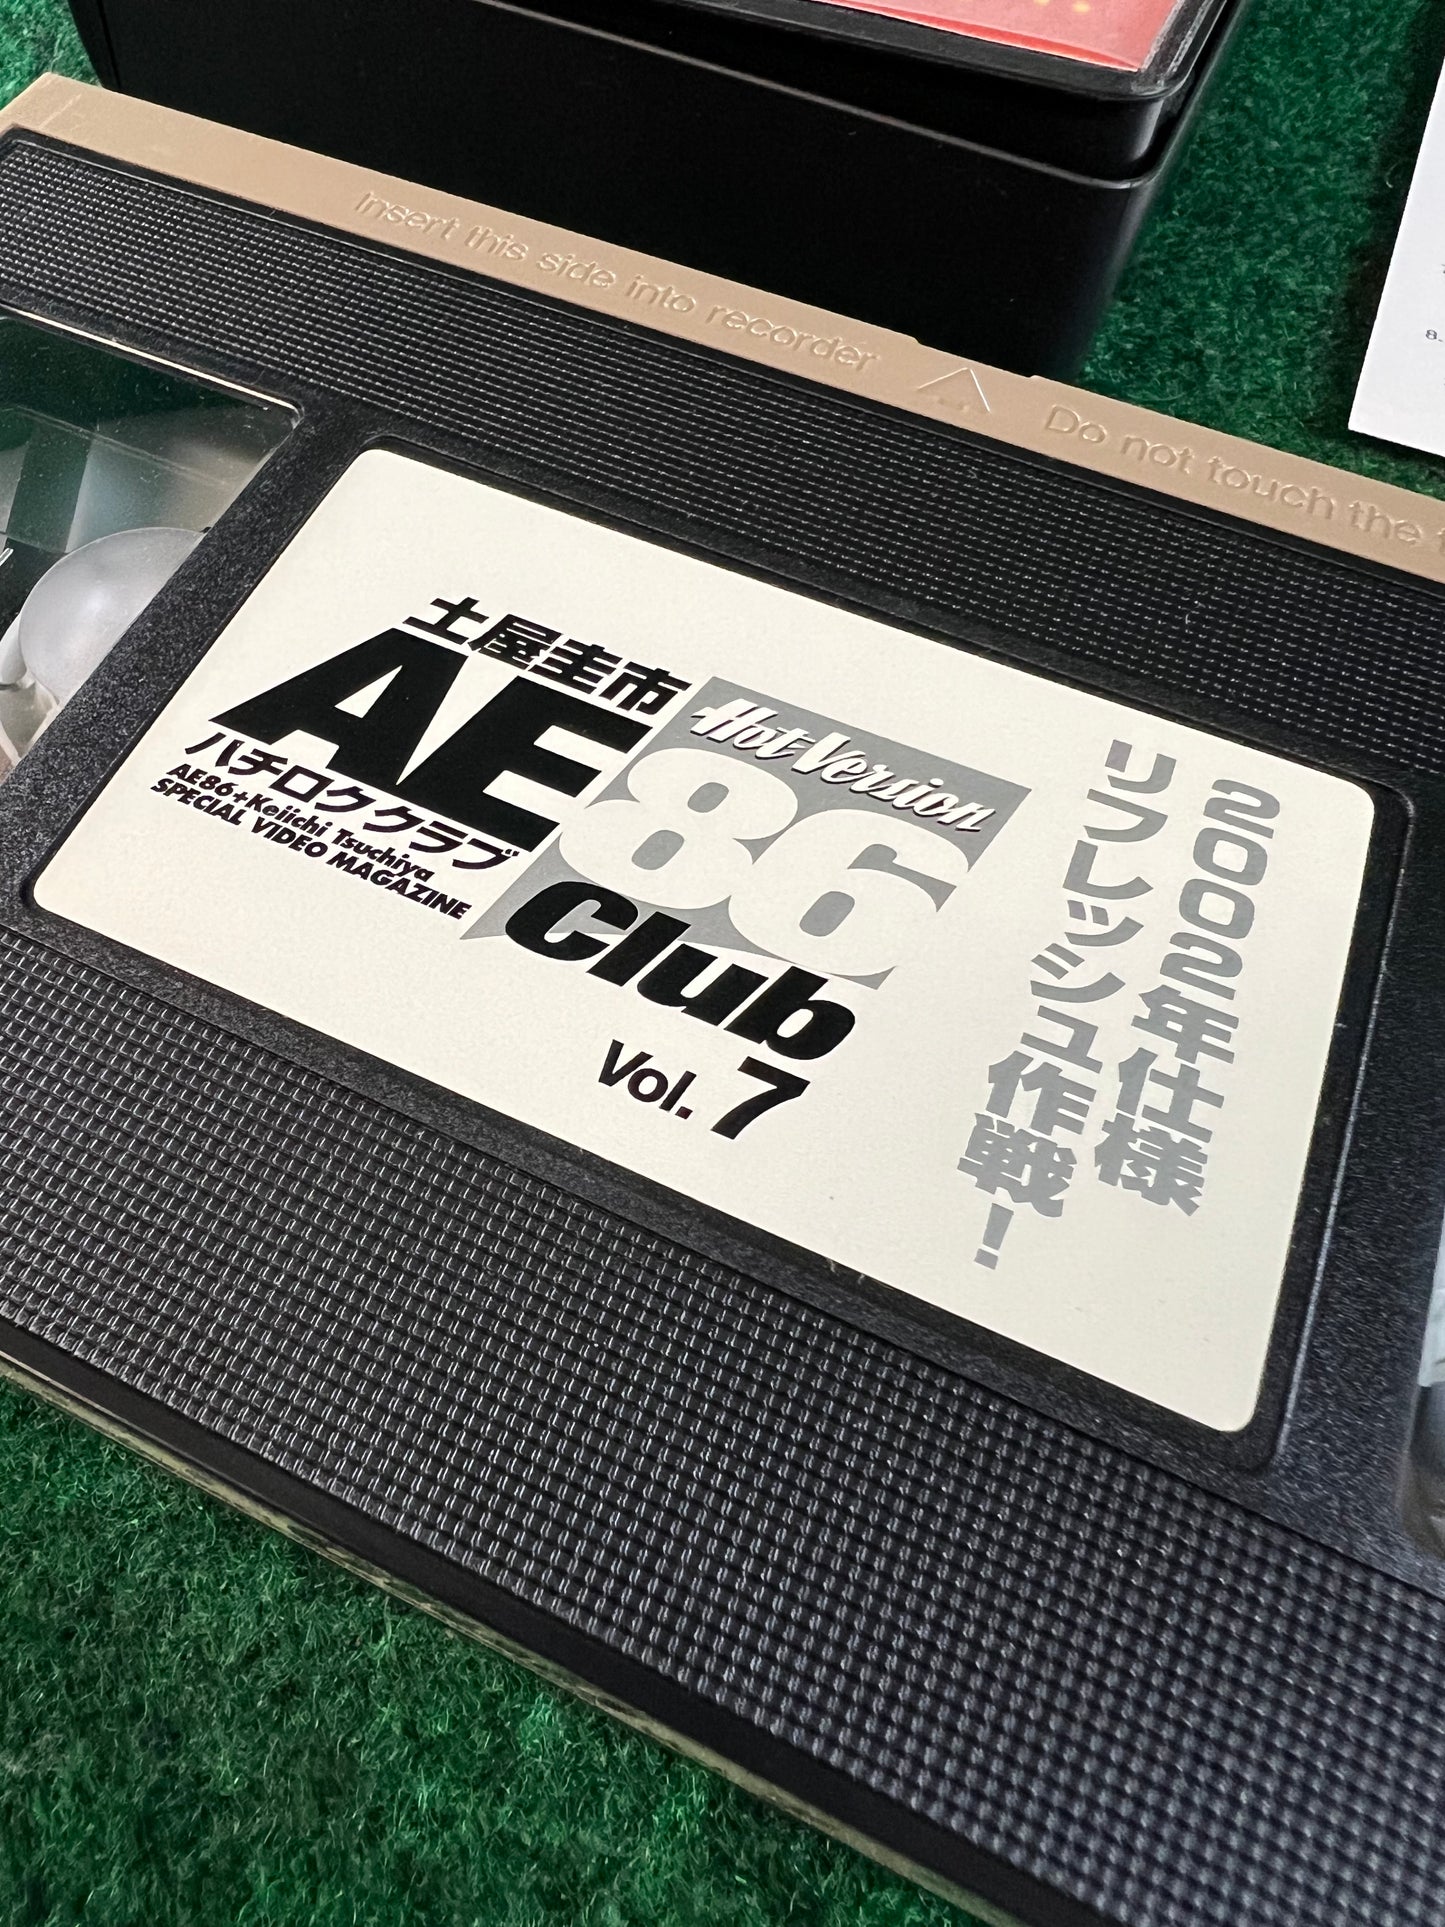 Insert this side into recorder
Do not touch the
土屋圭市
AE
ハチロククラブ
AE86+Keiichi Tsuchiya
SPECIAL VIDEO MAGAZINE
Hot Version
86
Club
Vol. 7
2002年仕様
リフレッシュ作戦!
8.